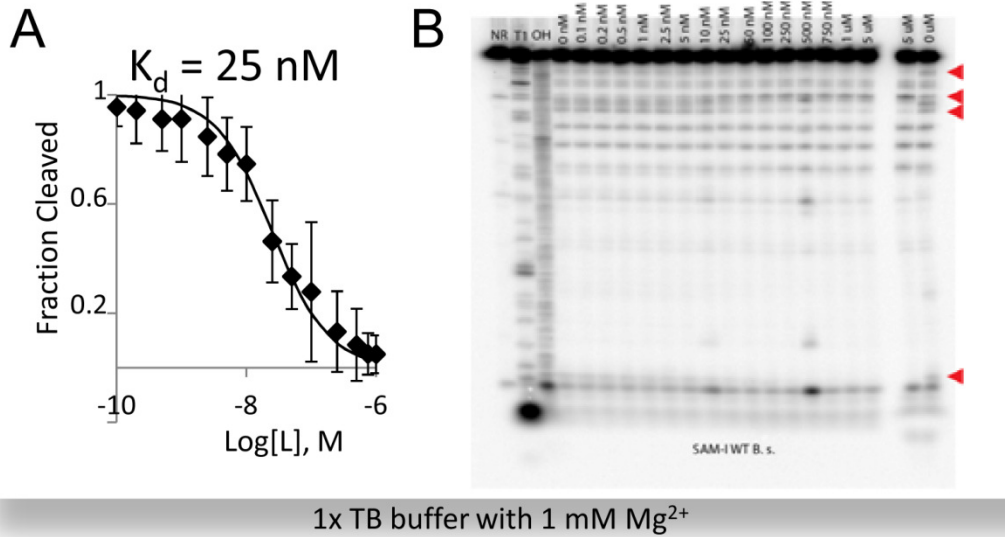 A
B
Kd = 25 nM
1
0.6
0.2
Fraction Cleaved
-10
-8
-6
Log[L], M
NR
T1
OH
0 nM
0.1 nM
0.2 nM
0.5 nM
1 nM
2.5 nM
5 nM
10 nM
25 nM
50 nM
100 nM
250 nM
500 nM
750 nM
1 uM
5 uM
5 uM
0 uM
SAM-I WT B. s.
1x TB buffer with 1 mM Mg²⁺